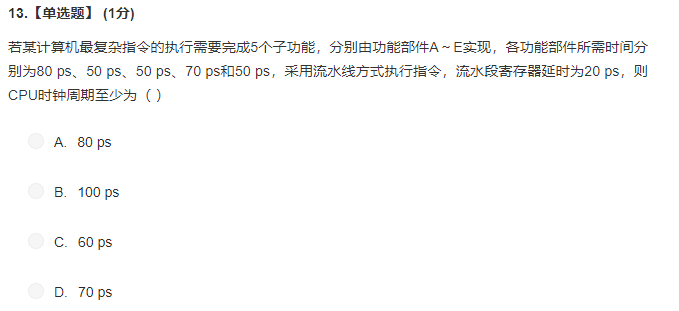 13.【单选题】 (1分)
若某计算机最复杂指令的执行需要完成5个子功能，分别由功能部件A～E实现，各功能部件所需时间分
别为80 ps、50 ps、50 ps、70 ps和50 ps，采用流水线方式执行指令，流水段寄存器延时为20 ps，则
CPU时钟周期至少为（ ）
A. 80 ps
B. 100 ps
C. 60 ps
D. 70 ps